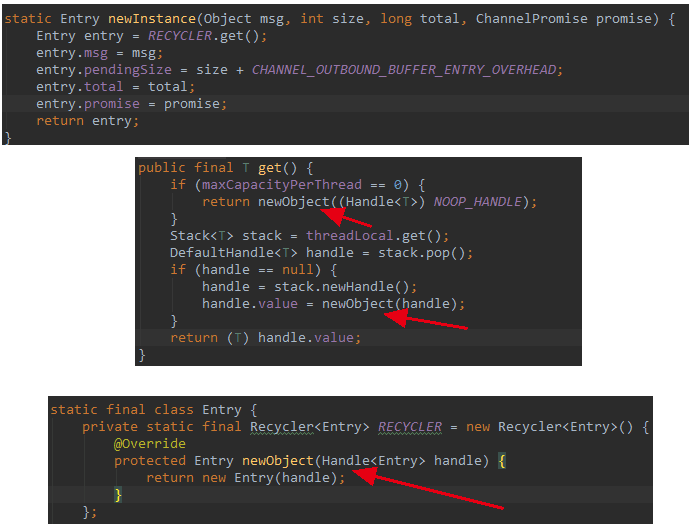 static Entry newInstance(Object msg, int size, long total, ChannelPromise promise) {
Entry entry = RECYCLER.get();
entry.msg = msg;
entry.pendingSize = size + CHANNEL_OUTBOUND_BUFFER_ENTRY_OVERHEAD;
entry.total = total;
entry.promise = promise;
return entry;
}
public final T get() {
if (maxCapacityPerThread == 0) {
return newObject((Handle<T>) NOOP_HANDLE);
}
Stack<T> stack = threadLocal.get();
DefaultHandle<T> handle = stack.pop();
if (handle == null) {
handle = stack.newHandle();
handle.value = newObject(handle);
}
return (T) handle.value;
}
static final class Entry {
private static final Recycler<Entry> RECYCLER = new Recycler<Entry>() {
@Override
protected Entry newObject(Handle<Entry> handle) {
return new Entry(handle);
}
};